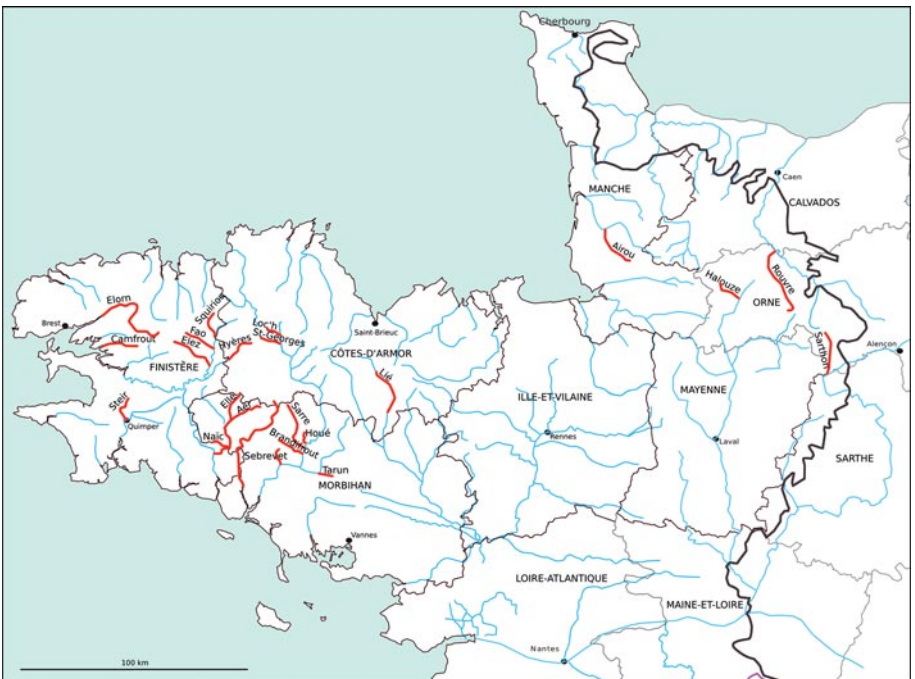 Cherbourg
Caen
MANCHE
CALVADOS
Airou
Halouze
Rouvre
ORNE
Elorn
Squiriou
Brest
Camfrout
Fao
Elez
Hyères
Loc'h
St-Georges
Saint-Brieuc
CÔTES-D'ARMOR
FINISTÈRE
Sarthon
Alençon
Lié
MAYENNE
ILLE-ET-VILAINE
Steir
Quimper
Ellé
Aër
Sarre
Naïc
Houé
Brandifrout
Rennes
Laval
Sebrevet
Tarun
SARTHE
MORBIHAN
Vannes
LOIRE-ATLANTIQUE
MAINE-ET-LOIRE
Nantes
100 km